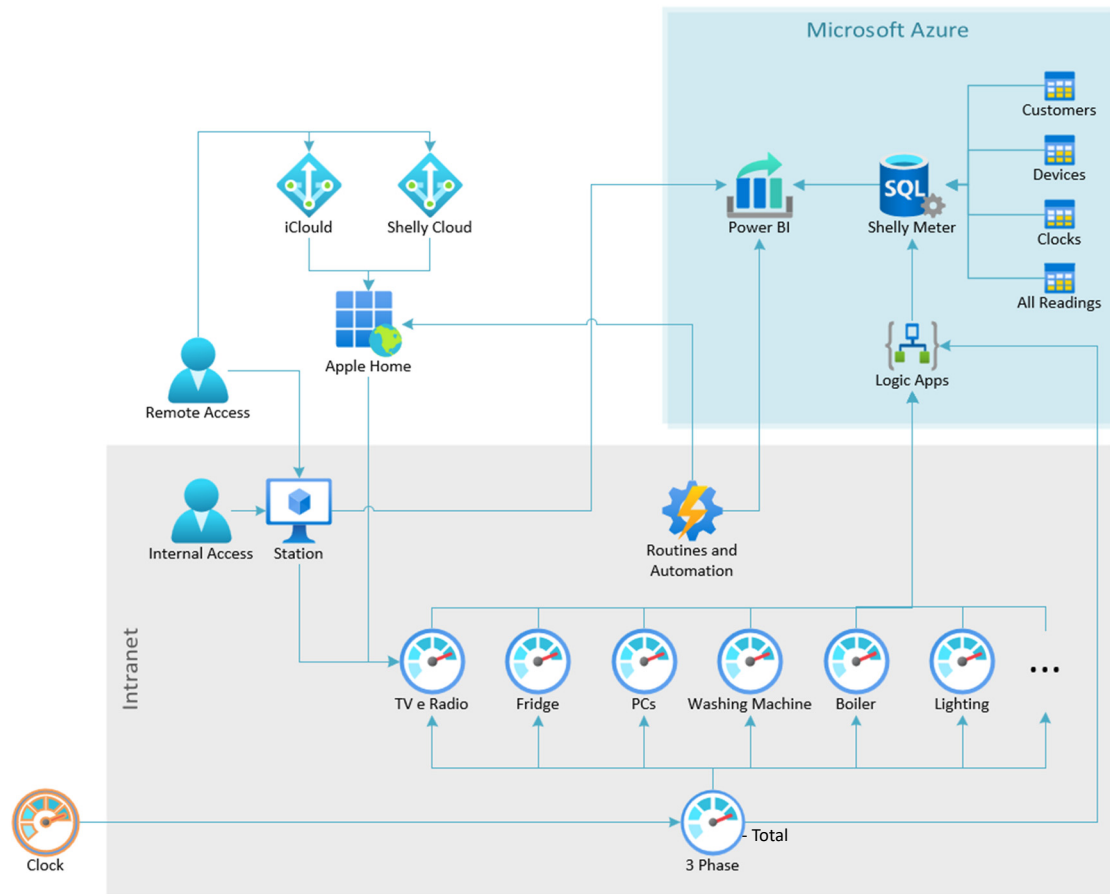 Microsoft Azure
Customers
Devices
Clocks
All Readings
iClould
Shelly Cloud
Power BI
SQL
Shelly Meter
Apple Home
Logic Apps
Remote Access
Internal Access
Station
Routines and
Automation
Intranet
TV e Radio
Fridge
PCs
Washing Machine
Boiler
Lighting
...
- Total
Clock
3 Phase